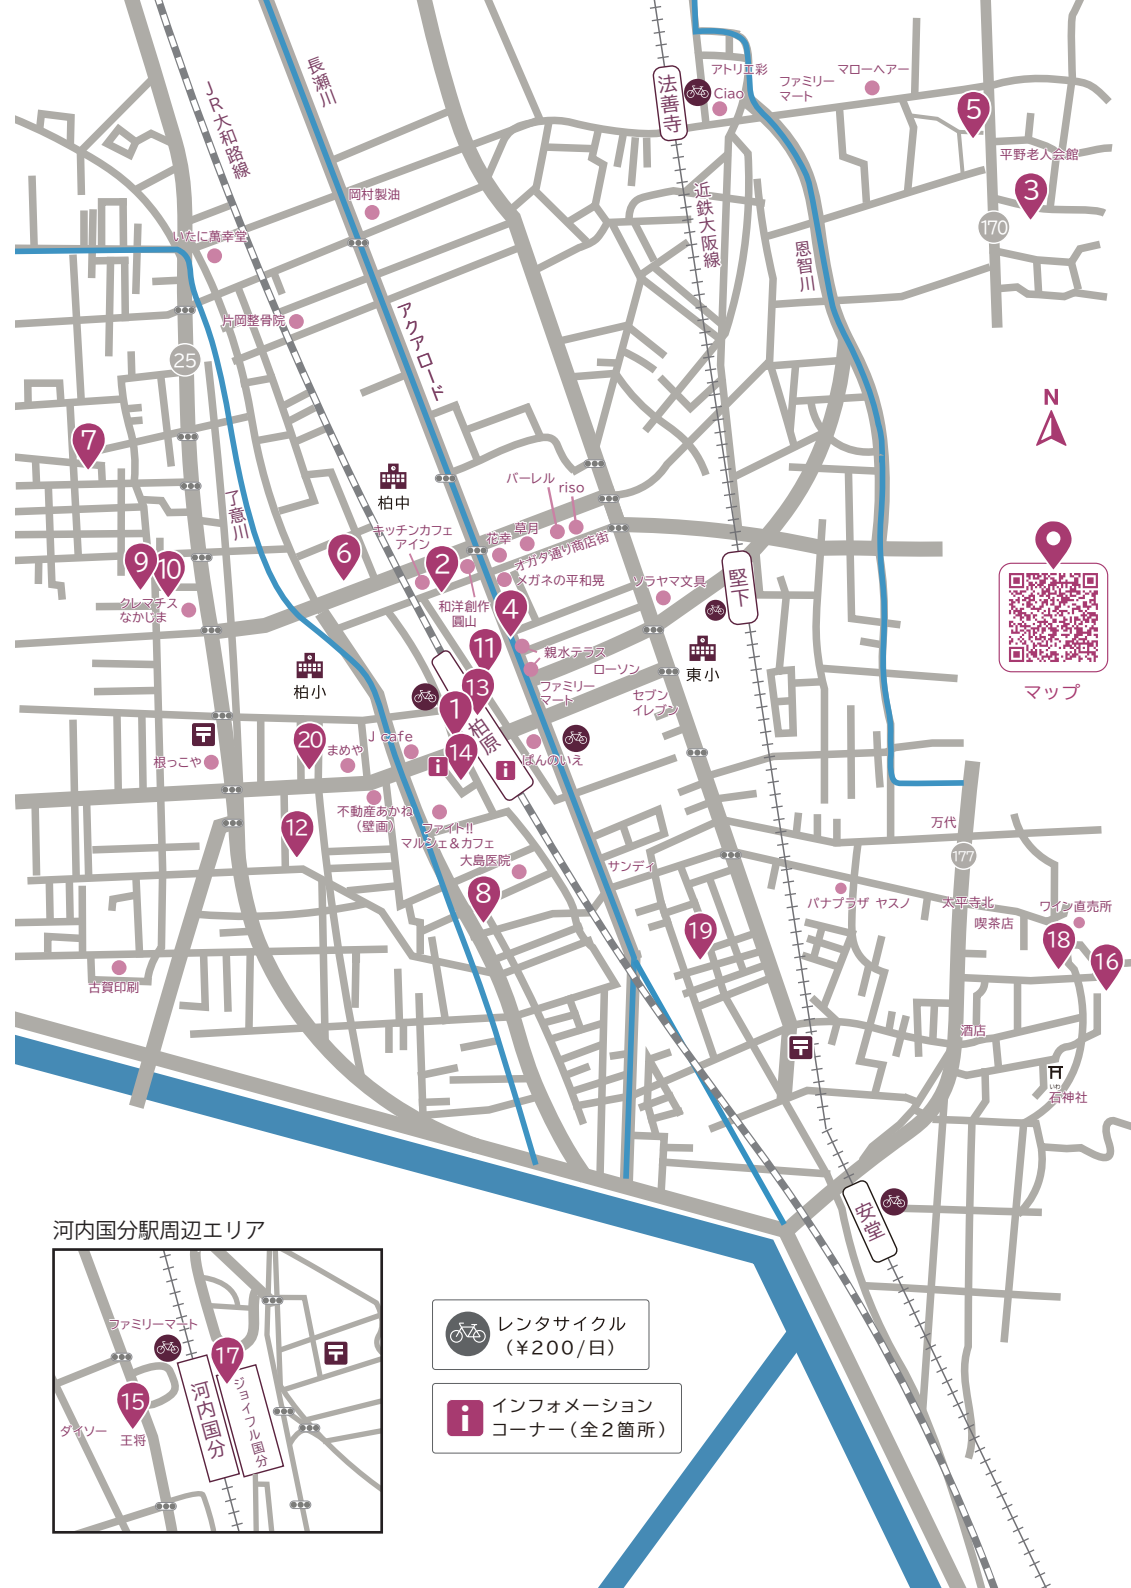 JR大和路線
長瀬川
法善寺
アトリエ彩
Ciao
ファミリー
マート
マローヘアー
5
平野老人会館
3
170
岡村製油
いたに萬幸堂
近鉄大阪線
恩智川
片岡整骨院
アクアロード
25
N
7
柏中
バーレル
riso
了意川
キッチンカフェ
アイン
花幸
草月
オガタ通り商店街
6
2
メガネの平和晃
9
10
クレマチス
なかじま
和洋創作
圓山
4
ソラヤマ文具
堅下
マップ
11
親水テラス
ローソン
東小
柏小
13
ファミリー
マート
セブン
イレブン
1
柏原
20
まめや
J cafe
14
i
i
ぱんのいえ
根っこや
12
不動産あかね
(壁画)
ファイト!!
マルシェ&カフェ
大島医院
8
サンディ
万代
177
パナプラザ ヤスノ
太平寺北
喫茶店
ワイン直売所
19
18
16
古賀印刷
酒店
いわ
石神社
安堂
河内国分駅周辺エリア
ファミリーマート
17
15
河内国分
ジョイフル国分
ダイソー
王将
レンタサイクル
(¥200/日)
i
インフォメーション
コーナー(全2箇所)